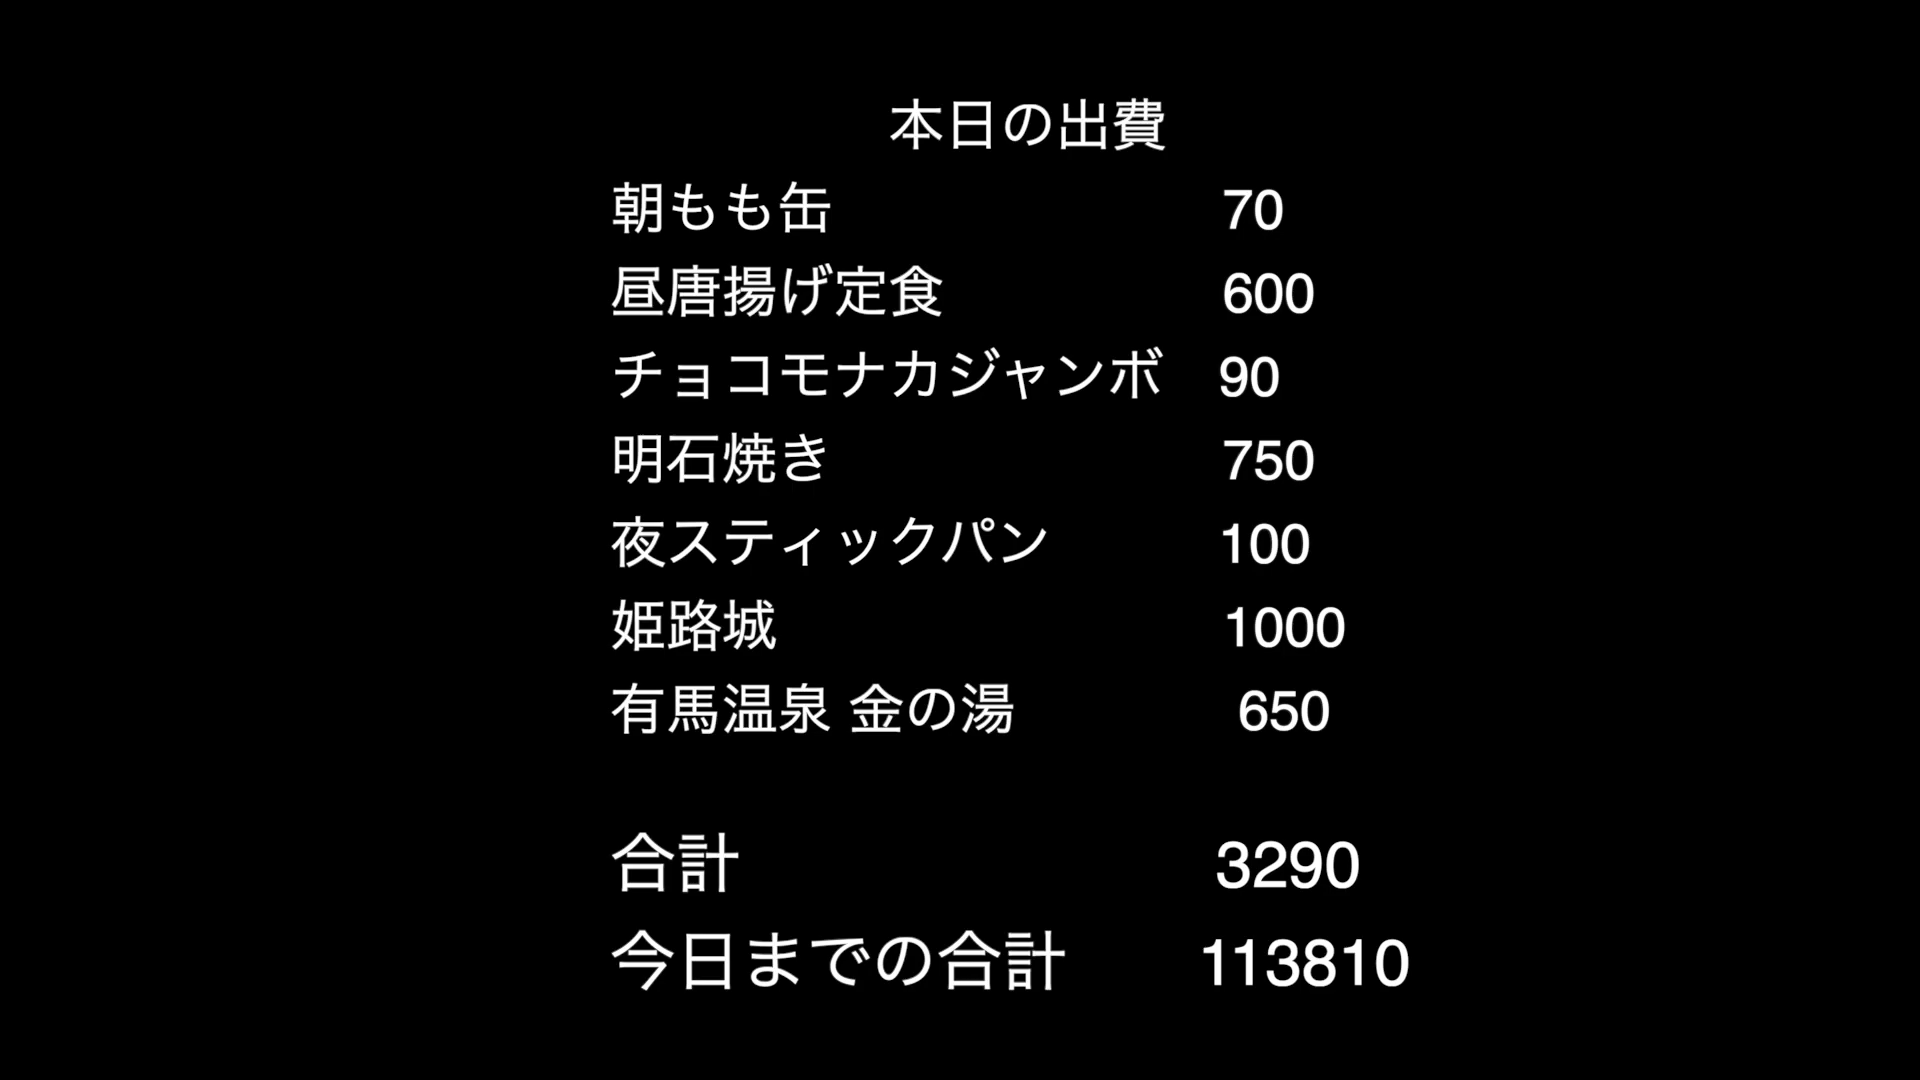 本日の出費
朝もも缶 70
昼唐揚げ定食 600
チョコモナカジャンボ 90
明石焼き 750
夜スティックパン 100
姫路城 1000
有馬温泉 金の湯 650
合計 3290
今日までの合計 113810